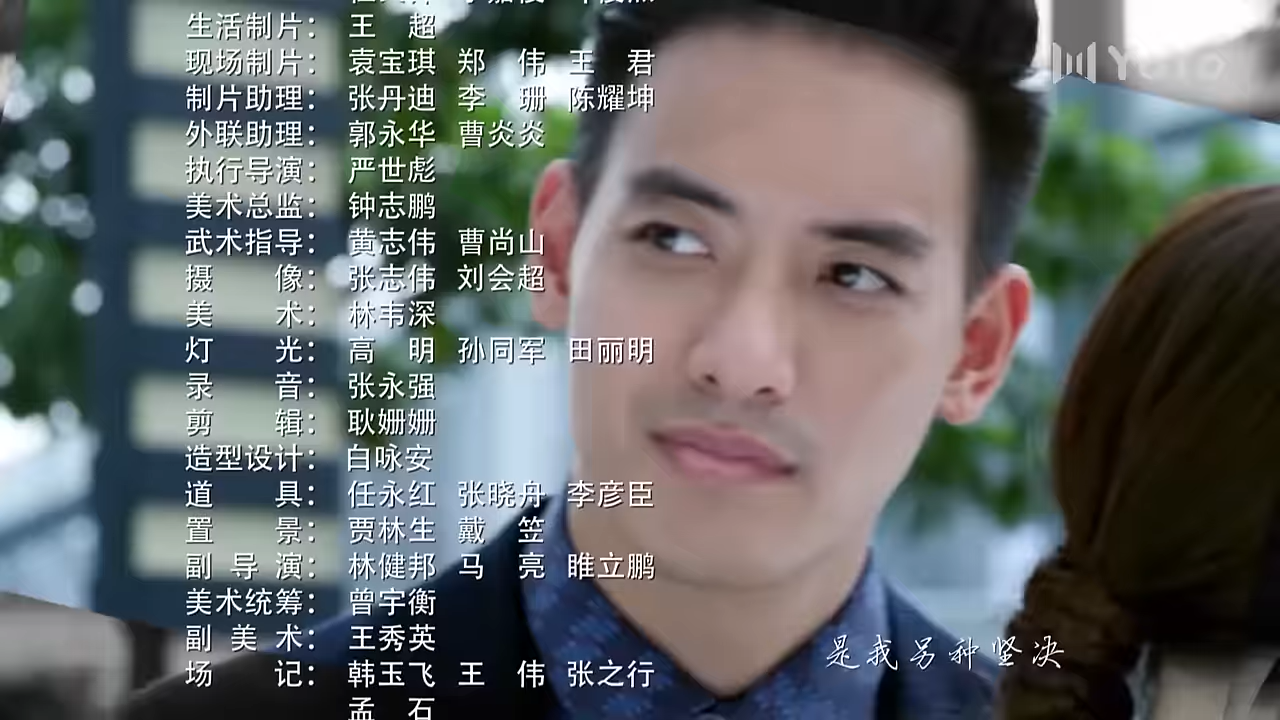 生活制片： 王 超
现场制片： 袁宝琪 郑 伟 王 君
制片助理： 张丹迪 李 珊 陈耀坤
外联助理： 郭永华 曹炎炎
执行导演： 严世彪
美术总监： 钟志鹏
武术指导： 黄志伟 曹尚山
摄 像： 张志伟 刘会超
美 术： 林韦深
灯 光： 高 明 孙同军 田丽明
录 音： 张永强
剪 辑： 耿姗姗
造型设计： 白咏安
道 具： 任永红 张晓舟 李彦臣
置 景： 贾林生 戴 笠
副 导 演： 林健邦 马 亮 睢立鹏
美术统筹： 曾宇衡
副 美 术： 王秀英
是我另种坚决
场 记： 韩玉飞 王 伟 张之行
孟 石